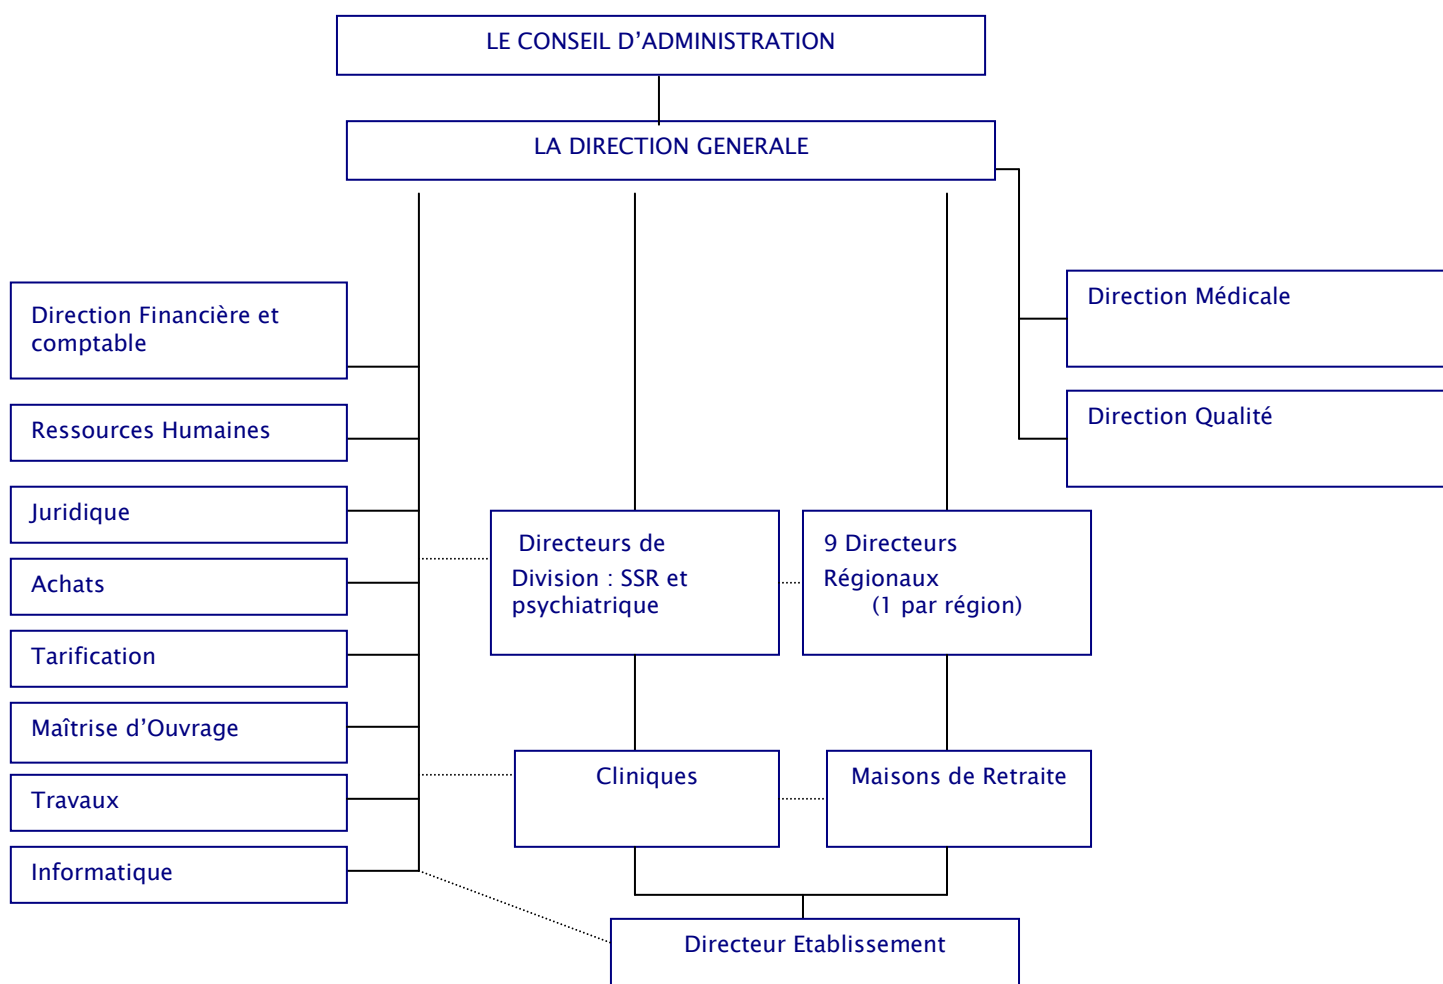 LE CONSEIL D’ADMINISTRATION
LA DIRECTION GENERALE
Direction Financière et
comptable
Ressources Humaines
Juridique
Achats
Tarification
Maîtrise d’Ouvrage
Travaux
Informatique
Direction Médicale
Direction Qualité
Directeurs de
Division : SSR et
psychiatrique
9 Directeurs
Régionaux
(1 par région)
Cliniques
Maisons de Retraite
Directeur Etablissement